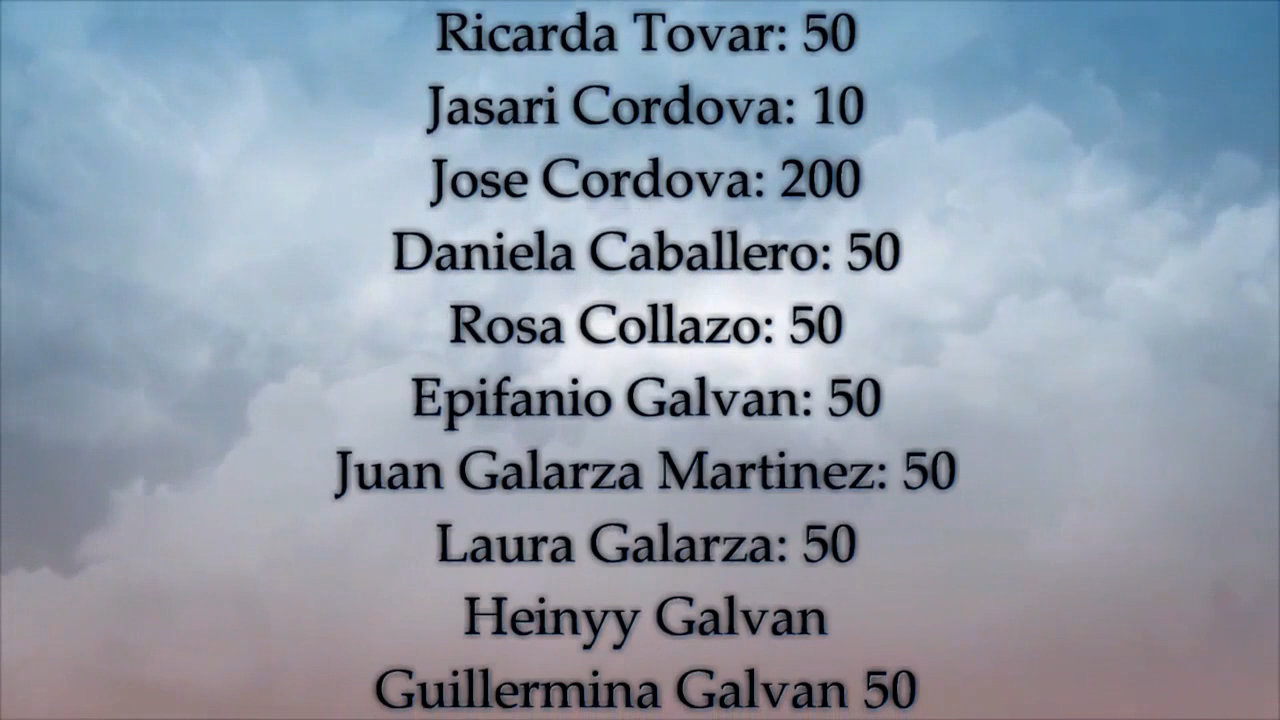 Ricarda Tovar: 50
Jasari Cordova: 10
Jose Cordova: 200
Daniela Caballero: 50
Rosa Collazo: 50
Epifanio Galvan: 50
Juan Galarza Martinez: 50
Laura Galarza: 50
Heinyy Galvan
Guillermina Galvan 50